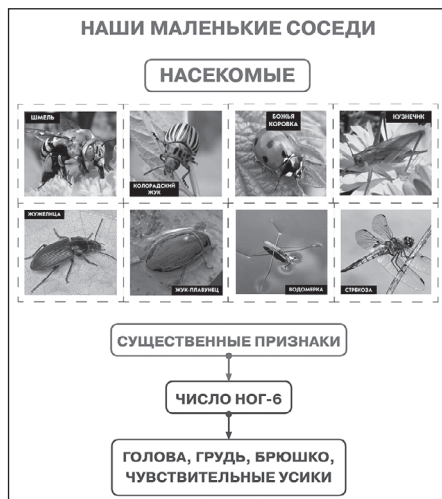 НАШИ МАЛЕНЬКИЕ СОСЕДИ
НАСЕКОМЫЕ
ШМЕЛЬ
КОЛОРАДСКИЙ
ЖУК
БОЖЬЯ
КОРОВКА
КУЗНЕЧИК
ЖУЖЕЛИЦА
ЖУК-ПЛАВУНЕЦ
ВОДОМЕРКА
СТРЕКОЗА
СУЩЕСТВЕННЫЕ ПРИЗНАКИ
ЧИСЛО НОГ-6
ГОЛОВА, ГРУДЬ, БРЮШКО,
ЧУВСТВИТЕЛЬНЫЕ УСИКИ